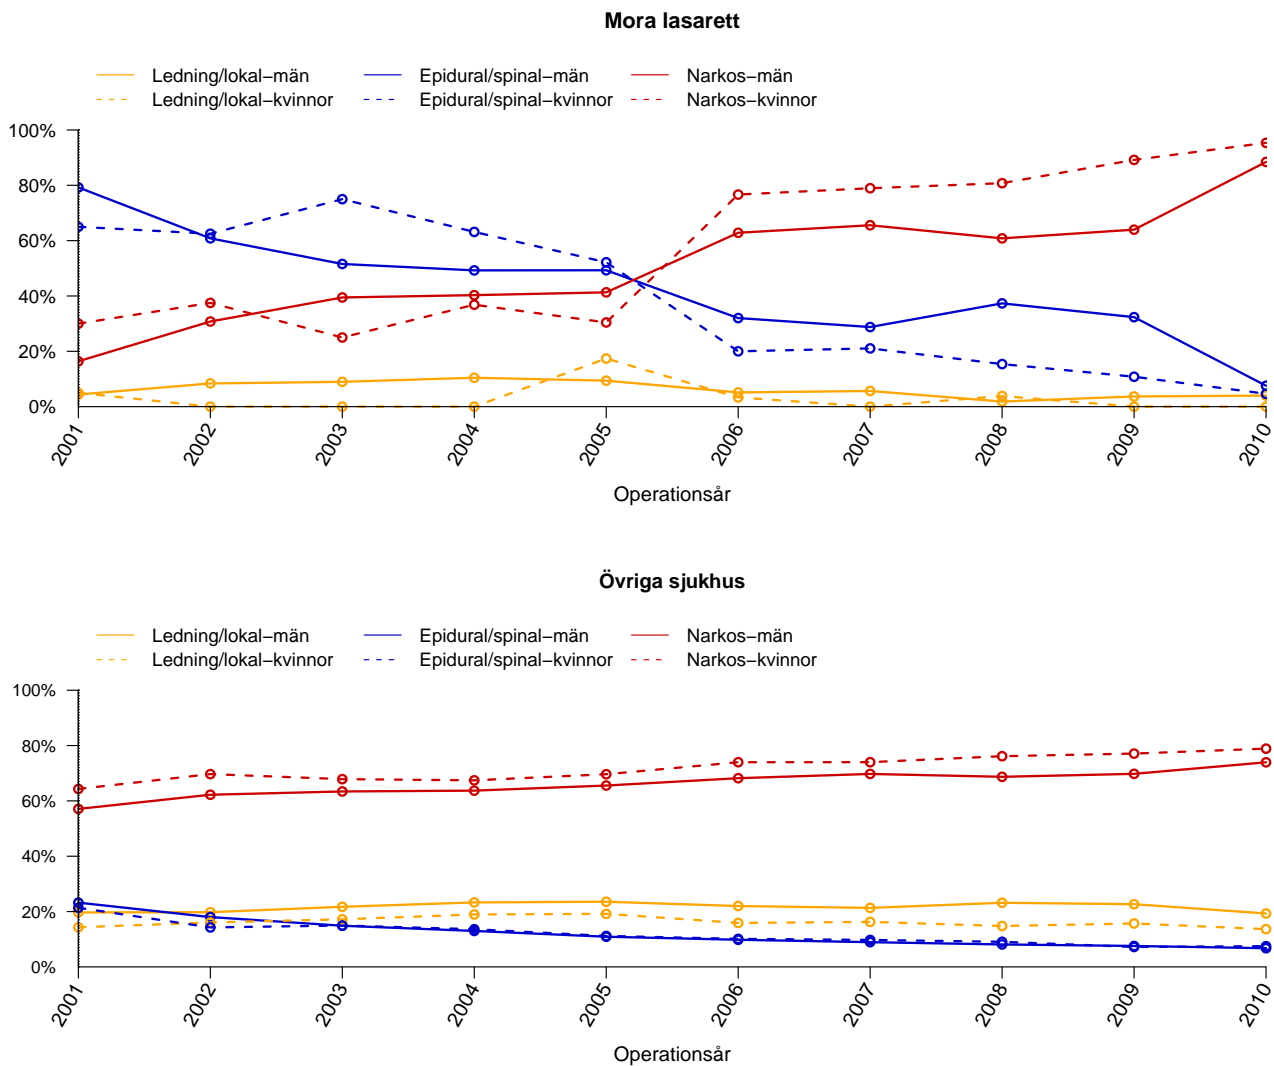 Mora lasarett
Ledning/lokal−män Epidural/spinal−män Narkos−män
Ledning/lokal−kvinnor Epidural/spinal−kvinnor Narkos−kvinnor
100%
80%
60%
40%
20%
0%
2001 2002 2003 2004 2005 2006 2007 2008 2009 2010
Operationsår
Övriga sjukhus
Ledning/lokal−män Epidural/spinal−män Narkos−män
Ledning/lokal−kvinnor Epidural/spinal−kvinnor Narkos−kvinnor
100%
80%
60%
40%
20%
0%
2001 2002 2003 2004 2005 2006 2007 2008 2009 2010
Operationsår